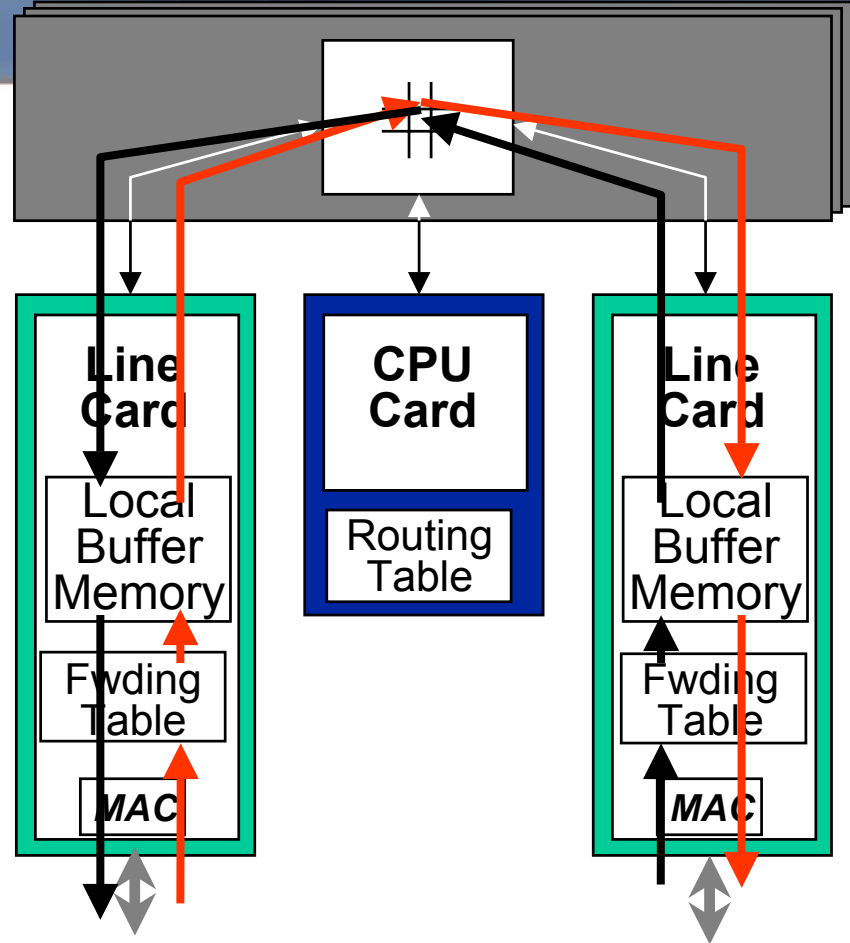 Line
Card
Local
Buffer
Memory
Fwding
Table
MAC
CPU
Card
Routing
Table
Line
Card
Local
Buffer
Memory
Fwding
Table
MAC